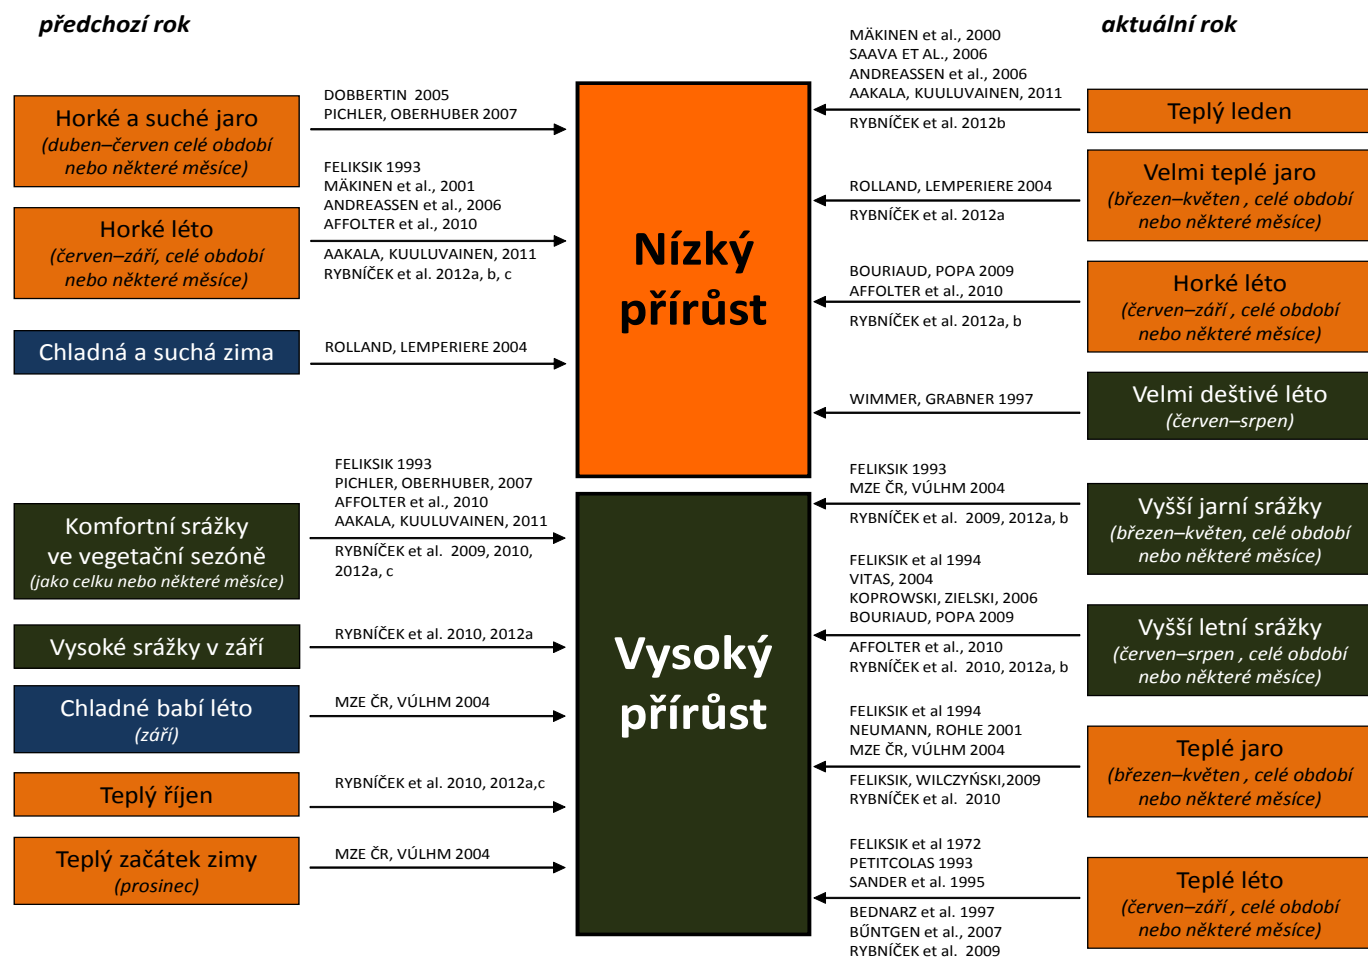 předchozí rok
aktuální rok
Horké a suché jaro
(duben–červen celé období
nebo některé měsíce)
DOBBERTIN  2005
PICHLER, OBERHUBER 2007
Horké léto
(červen–září, celé období
nebo některé měsíce)
FELIKSIK 1993
MÄKINEN et al., 2001
ANDREASSEN et al., 2006
AFFOLTER et al., 2010
AAKALA, KUULUVAINEN, 2011
RYBNÍČEK et al. 2012a, b, c
Chladná a suchá zima
ROLLAND, LEMPERIERE 2004
Komfortní srážky
ve vegetační sezóně
(jako celku nebo některé měsíce)
FELIKSIK 1993
PICHLER, OBERHUBER, 2007
AFFOLTER et al., 2010
AAKALA, KUULUVAINEN, 2011
RYBNÍČEK et al.  2009, 2010,
2012a, c
Vysoké srážky v září
RYBNÍČEK et al. 2010, 2012a
Chladné babí léto
(září)
MZE ČR, VÚLHM 2004
Teplý říjen
RYBNÍČEK et al. 2010, 2012a,c
Teplý začátek zimy
(prosinec)
MZE ČR, VÚLHM 2004
Nízký
přírůst
Vysoký
přírůst
MÄKINEN et al., 2000
SAAVA ET AL., 2006
ANDREASSEN et al., 2006
AAKALA, KUULUVAINEN, 2011
RYBNÍČEK et al. 2012b
Teplý leden
ROLLAND, LEMPERIERE 2004
RYBNÍČEK et al. 2012a
Velmi teplé jaro
(březen–květen , celé období
nebo některé měsíce)
BOURIAUD, POPA 2009
AFFOLTER et al., 2010
RYBNÍČEK et al. 2012a, b
Horké léto
(červen–září , celé období
nebo některé měsíce)
WIMMER, GRABNER 1997
Velmi deštivé léto
(červen–srpen)
FELIKSIK 1993
MZE ČR, VÚLHM 2004
RYBNÍČEK et al.  2009, 2012a, b
Vyšší jarní srážky
(březen–květen, celé období
nebo některé měsíce)
FELIKSIK et al 1994
VITAS, 2004
KOPROWSKI, ZIELSKI, 2006
BOURIAUD, POPA 2009
AFFOLTER et al., 2010
RYBNÍČEK et al. 2010, 2012a, b
Vyšší letní srážky
(červen–srpen , celé období
nebo některé měsíce)
FELIKSIK et al 1994
NEUMANN, ROHLE 2001
MZE ČR, VÚLHM 2004
FELIKSIK, WILCZYŃSKI,2009
RYBNÍČEK et al.  2010
Teplé jaro
(březen–květen , celé období
nebo některé měsíce)
FELIKSIK et al 1972
PETITCOLAS 1993
SANDER et al. 1995
BEDNARZ et al. 1997
BŰNTGEN et al., 2007
RYBNÍČEK et al. 2009
Teplé léto
(červen–září , celé období
nebo některé měsíce)